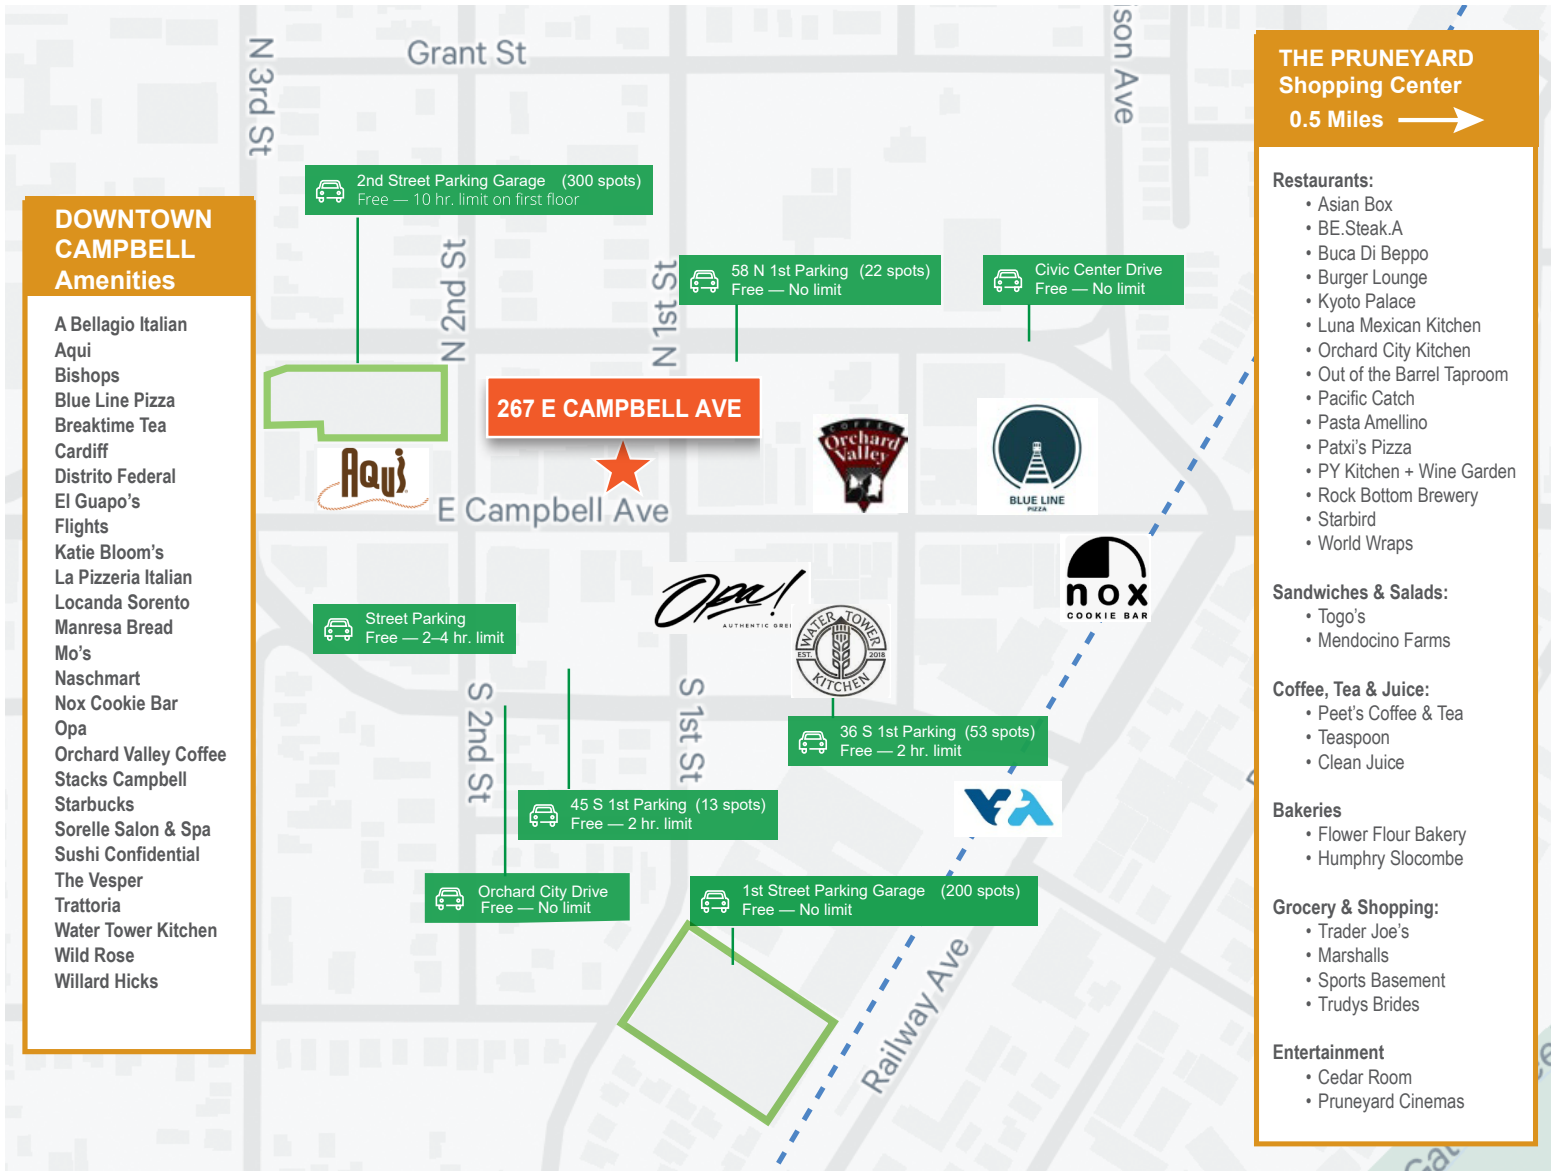 Grant St
N 3rd St
son Ave
THE PRUNEYARD
Shopping Center
0.5 Miles
2nd Street Parking Garage (300 spots)
Free — 10 hr. limit on first floor
DOWNTOWN
CAMPBELL
Amenities
A Bellagio Italian
Aqui
Bishops
Blue Line Pizza
Breaktime Tea
Cardiff
Distrito Federal
El Guapo's
Flights
Katie Bloom's
La Pizzeria Italian
Locanda Sorento
Manresa Bread
Mo's
Naschmart
Nox Cookie Bar
Opa
Orchard Valley Coffee
Stacks Campbell
Starbucks
Sorelle Salon & Spa
Sushi Confidential
The Vesper
Trattoria
Water Tower Kitchen
Wild Rose
Willard Hicks
N 2nd St
N 1st St
58 N 1st Parking (22 spots)
Free — No limit
Civic Center Drive
Free — No limit
267 E CAMPBELL AVE
AQUI
COFFEE
Orchard
Valley
BLUE LINE
PIZZA
E Campbell Ave
nox
COOKIE BAR
Opa!
AUTHENTIC GRE
WATER TOWER
EST. 2018
KITCHEN
Street Parking
Free — 2–4 hr. limit
S 2nd St
S 1st St
36 S 1st Parking (53 spots)
Free — 2 hr. limit
45 S 1st Parking (13 spots)
Free — 2 hr. limit
Orchard City Drive
Free — No limit
1st Street Parking Garage (200 spots)
Free — No limit
Railway Ave
Restaurants:
• Asian Box
• BE.Steak.A
• Buca Di Beppo
• Burger Lounge
• Kyoto Palace
• Luna Mexican Kitchen
• Orchard City Kitchen
• Out of the Barrel Taproom
• Pacific Catch
• Pasta Amellino
• Patxi's Pizza
• PY Kitchen + Wine Garden
• Rock Bottom Brewery
• Starbird
• World Wraps
Sandwiches & Salads:
• Togo's
• Mendocino Farms
Coffee, Tea & Juice:
• Peet's Coffee & Tea
• Teaspoon
• Clean Juice
Bakeries
• Flower Flour Bakery
• Humphry Slocombe
Grocery & Shopping:
• Trader Joe's
• Marshalls
• Sports Basement
• Trudys Brides
Entertainment
• Cedar Room
• Pruneyard Cinemas